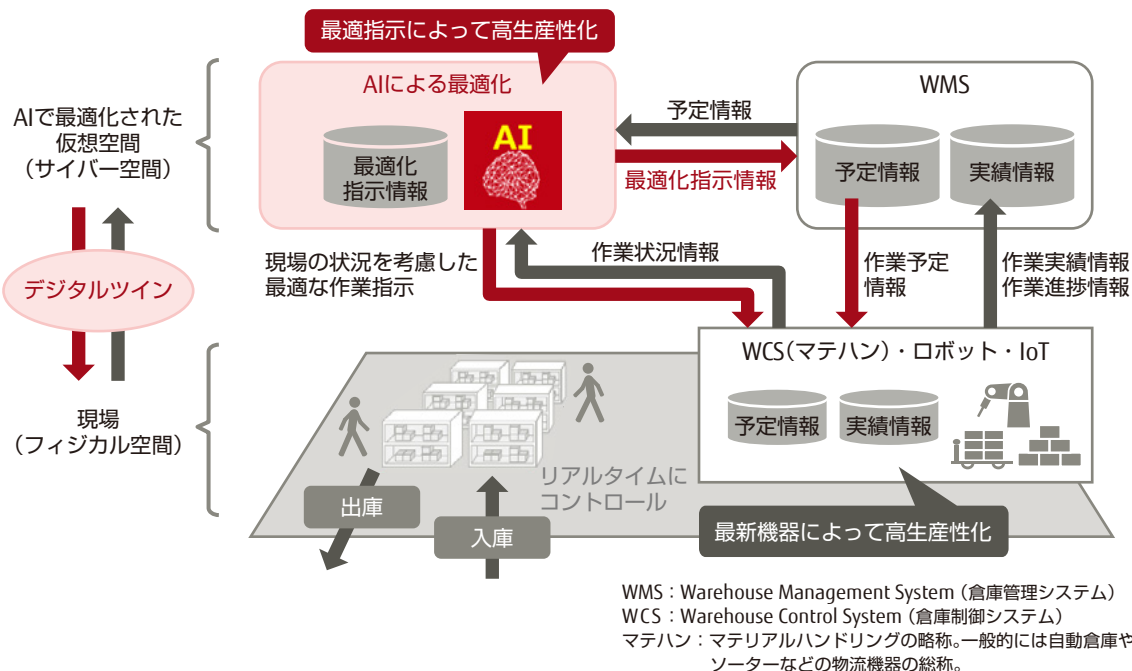 最適指示によって高生産性化
AIによる最適化
WMS
AIで最適化された
仮想空間
（サイバー空間）
予定情報
AI
最適化
指示情報
最適化指示情報
予定情報
実績情報
現場の状況を考慮した
最適な作業指示
作業状況情報
作業予定
情報
作業実績情報
作業進捗情報
デジタルツイン
WCS（マテハン）・ロボット・IoT
予定情報
実績情報
現場
（フィジカル空間）
リアルタイムに
コントロール
出庫
入庫
最新機器によって高生産性化
WMS：Warehouse Management System（倉庫管理システム）
WCS：Warehouse Control System（倉庫制御システム）
マテハン：マテリアルハンドリングの略称。一般的には自動倉庫や
ソーターなどの物流機器の総称。